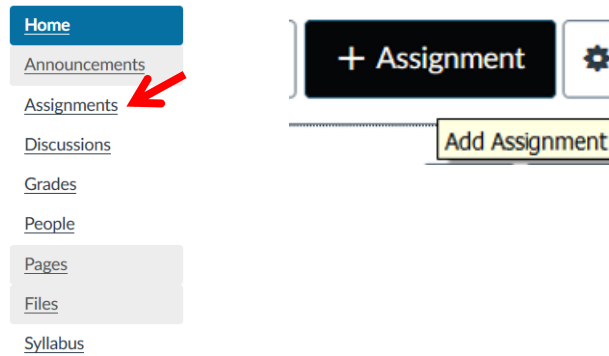 Home
Announcements
Assignments
Discussions
Grades
People
Pages
Files
Syllabus
+ Assignment
Add Assignment